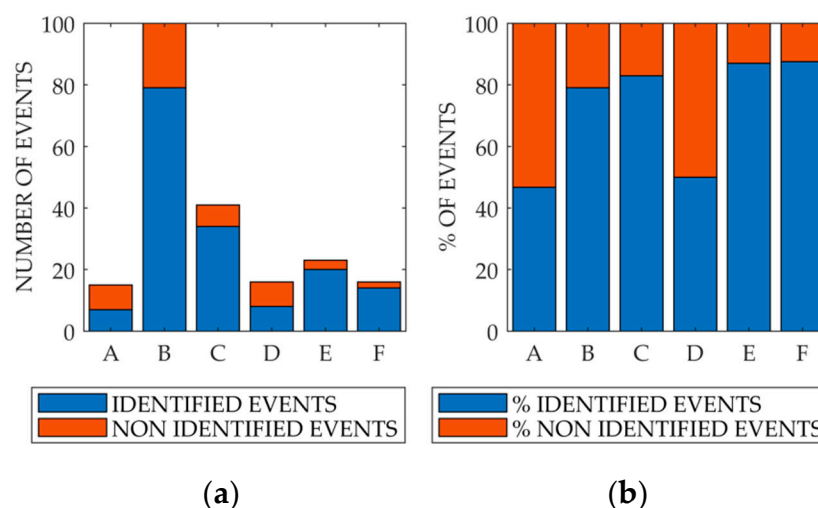 100
80
60
40
20
0
NUMBER OF EVENTS
A B C D E F
IDENTIFIED EVENTS
NON IDENTIFIED EVENTS
(a)
100
80
60
40
20
0
% OF EVENTS
A B C D E F
% IDENTIFIED EVENTS
% NON IDENTIFIED EVENTS
(b)